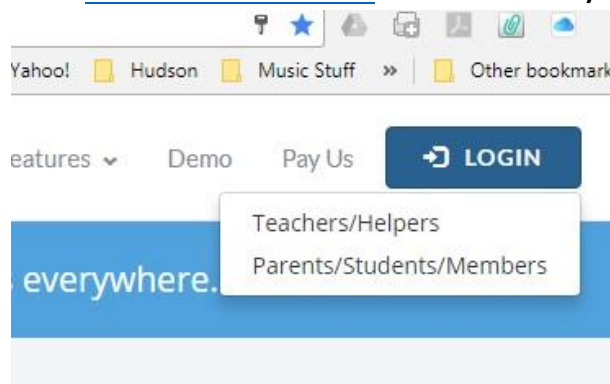 Yahoo! Hudson Music Stuff » Other bookmark
eatures Demo Pay Us LOGIN
Teachers/Helpers
Parents/Students/Members
s everywhere.